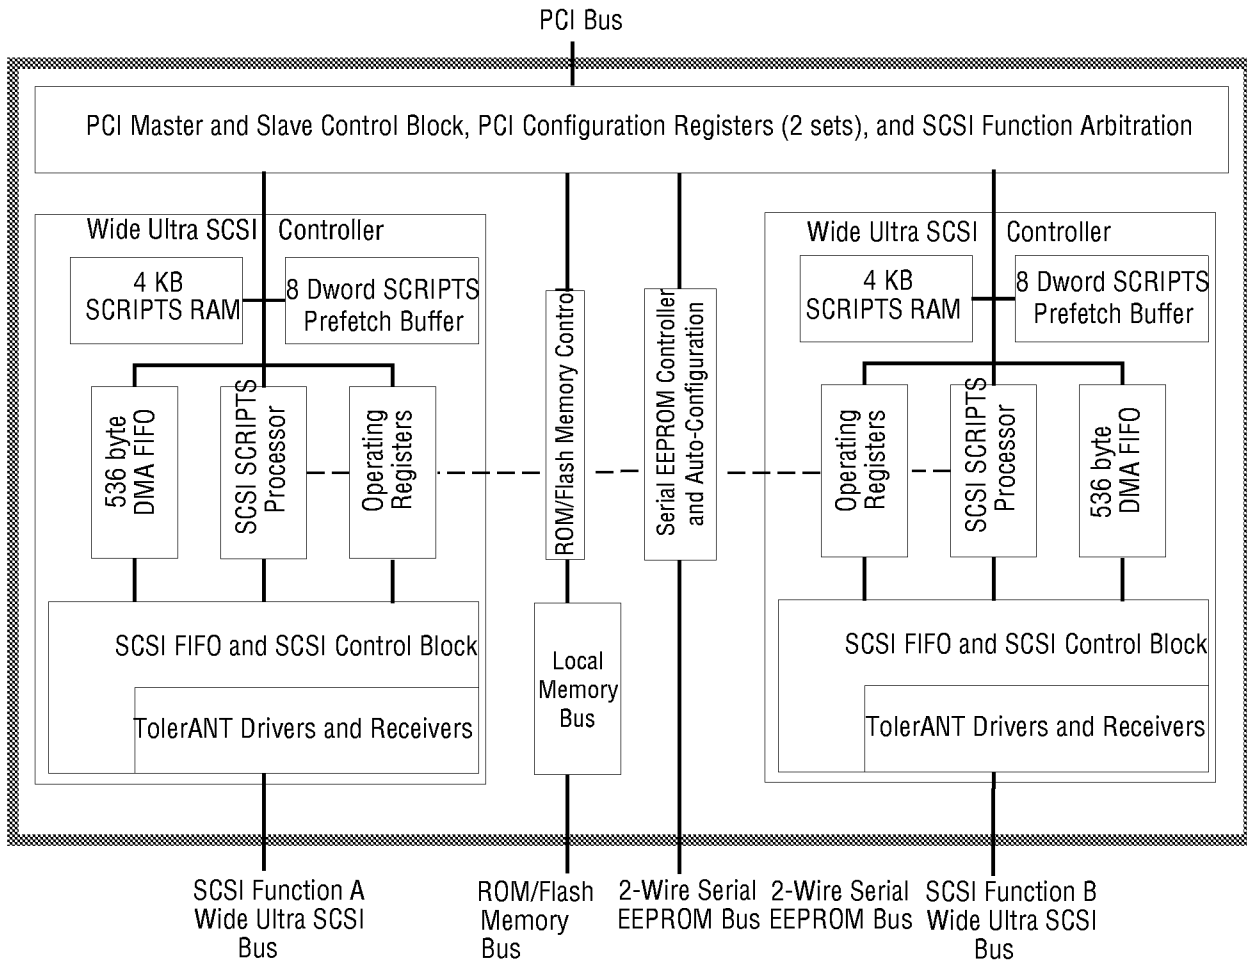 PCI Bus
PCI Master and Slave Control Block, PCI Configuration Registers (2 sets), and SCSI Function Arbitration
Wide Ultra SCSI Controller
4 KB
SCRIPTS RAM
8 Dword SCRIPTS
Prefetch Buffer
536 byte
DMA FIFO
SCSI SCRIPTS
Processor
Operating
Registers
SCSI FIFO and SCSI Control Block
TolerANT Drivers and Receivers
ROM/Flash Memory Control
Local
Memory
Bus
Serial EEPROM Controller
and Auto-Configuration
Wide Ultra SCSI Controller
4 KB
SCRIPTS RAM
8 Dword SCRIPTS
Prefetch Buffer
Operating
Registers
SCSI SCRIPTS
Processor
536 byte
DMA FIFO
SCSI FIFO and SCSI Control Block
TolerANT Drivers and Receivers
SCSI Function A
Wide Ultra SCSI
Bus
ROM/Flash
Memory
Bus
2-Wire Serial
EEPROM Bus
2-Wire Serial
EEPROM Bus
SCSI Function B
Wide Ultra SCSI
Bus